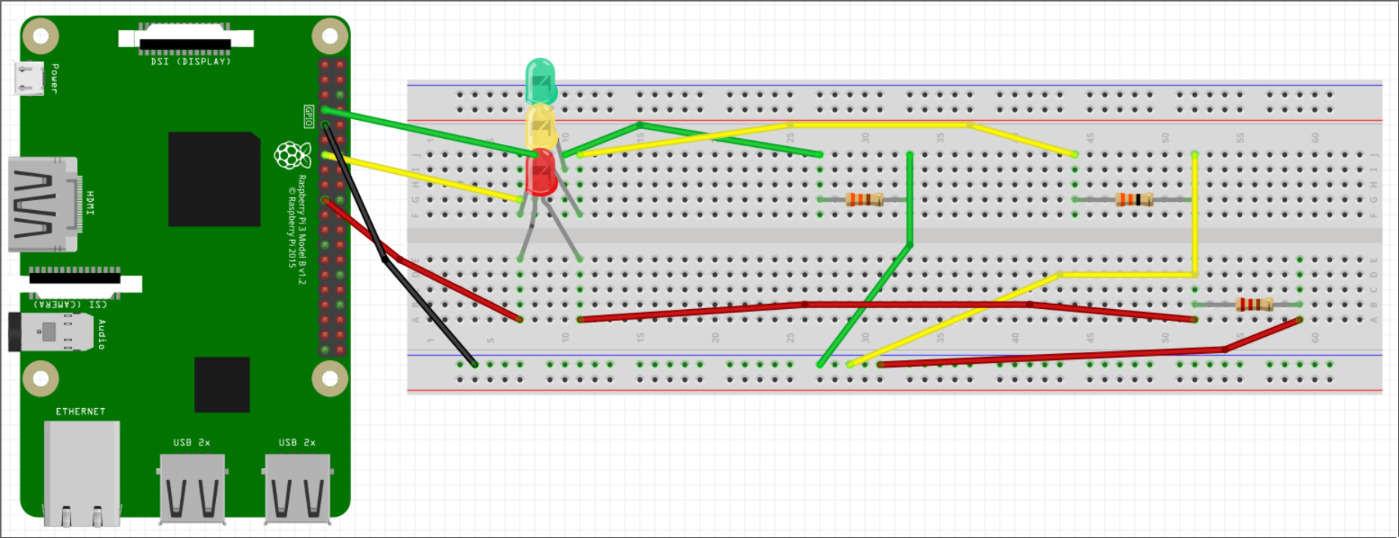 DSI (DISPLAY)
Power
GPIO
HDMI
Raspberry Pi 3 Model B v1.2
© Raspberry Pi 2015
CSI (CAMERA)
Audio
ETHERNET
USB 2x
USB 2x
1 5 10 15 20 25 30 35 40 45 50 55 60
J
I
H
G
F
E
D
C
B
A
1 5 10 15 20 25 30 35 40 45 50 55 60